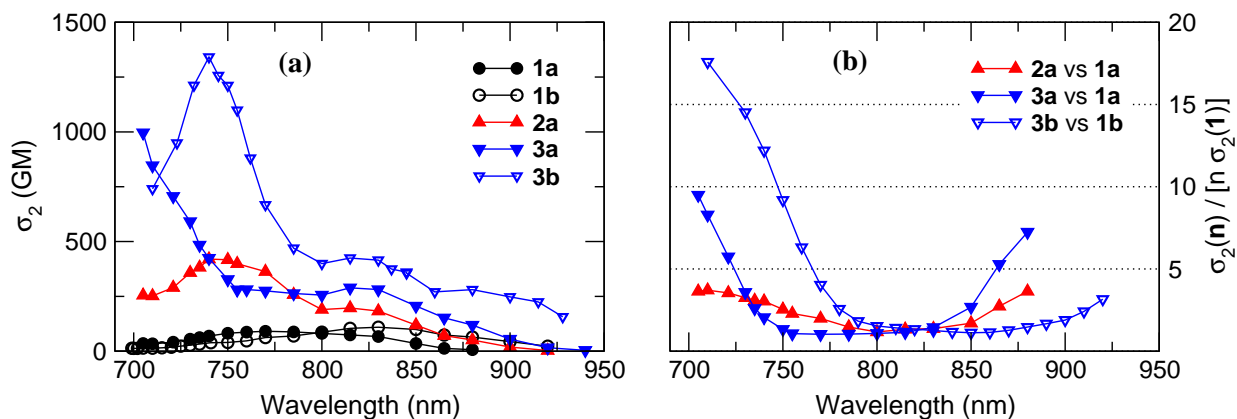 (a)
σ2 (GM)
1500
1000
500
0
1a
1b
2a
3a
3b
700 750 800 850 900 950
Wavelength (nm)
(b)
2a vs 1a
3a vs 1a
3b vs 1b
20
15
10
5
σ2(n) / [n σ2(1)]
700 750 800 850 900 950
Wavelength (nm)